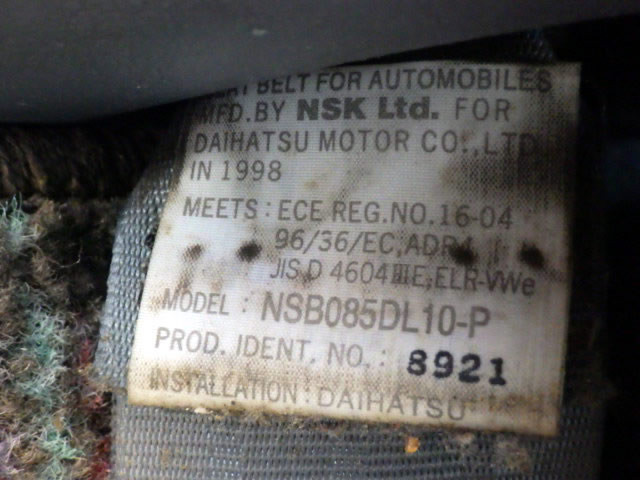 BELT FOR AUTOMOBILES
MFD.BY NSK Ltd. FOR
DAIHATSU MOTOR CO.,LTD
IN 1998
MEETS : ECE REG.NO.16-04
96/36/EC,ADR4
JIS D 4604ⅢE,ELR-VWe
MODEL : NSB085DL10-P
PROD. IDENT. NO. : 8921
INSTALLATION : DAIHATSU